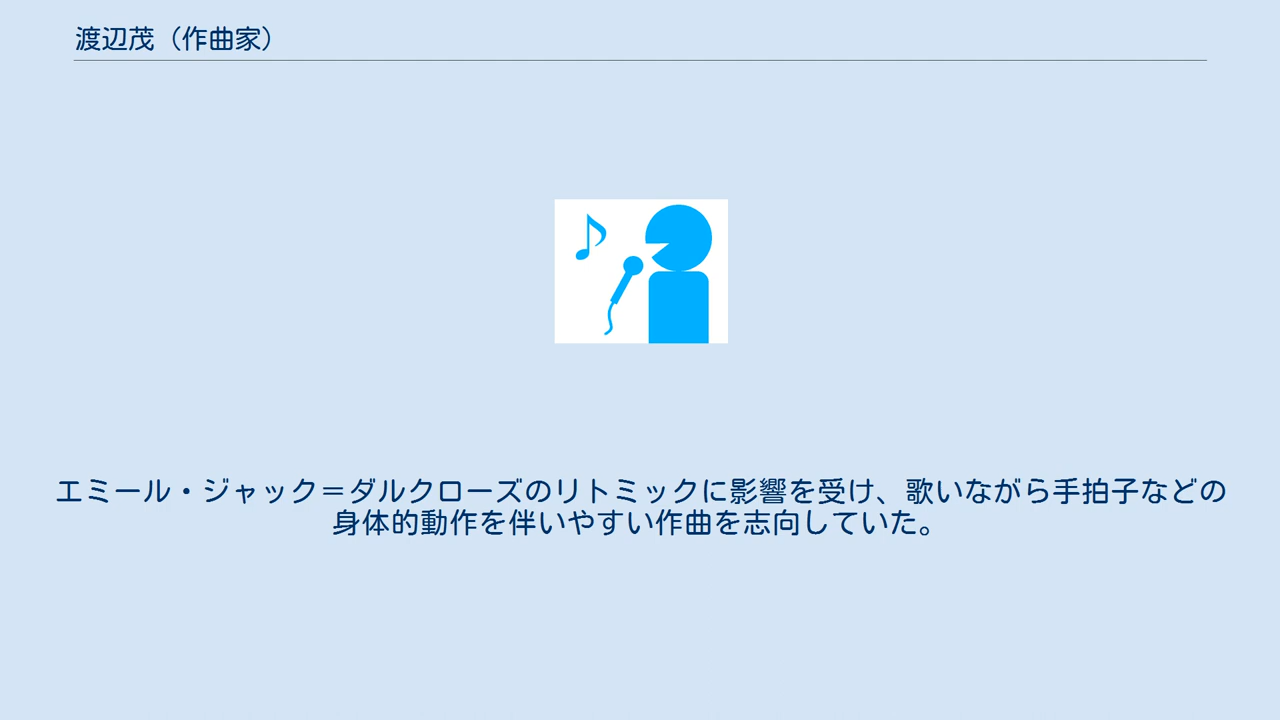 渡辺茂（作曲家）
エミール・ジャック＝ダルクローズのリトミックに影響を受け、歌いながら手拍子などの
身体的動作を伴いやすい作曲を志向していた。